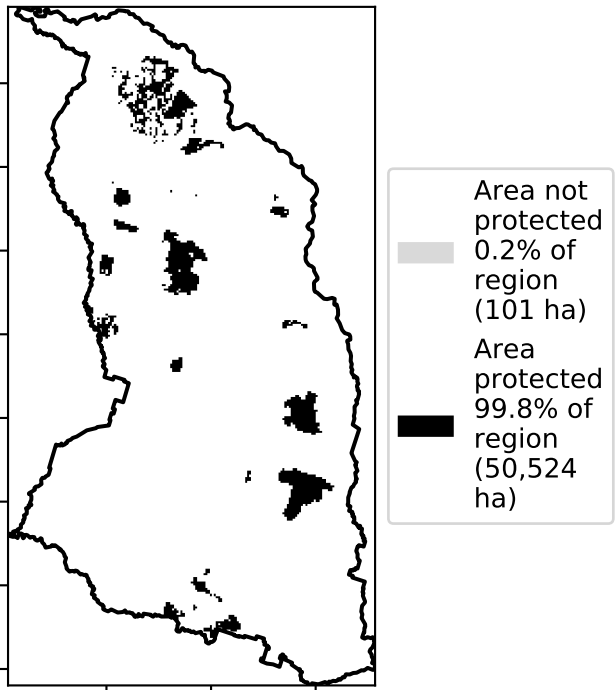 Area not
protected
0.2% of
region
(101 ha)
Area
protected
99.8% of
region
(50,524
ha)